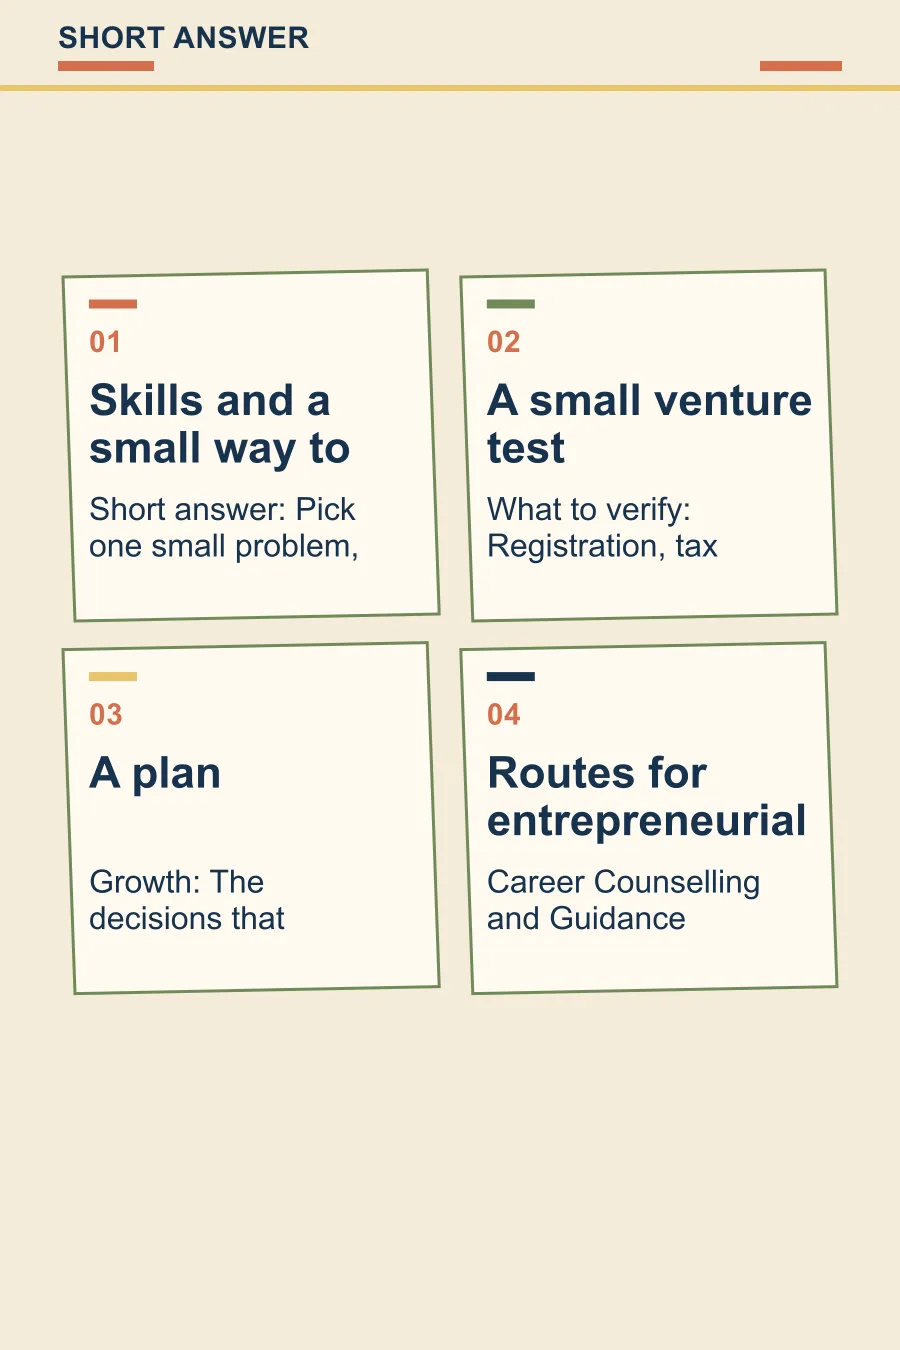 SHORT ANSWER
01
Skills and a
small way to
Short answer: Pick
one small problem,
02
A small venture
test
What to verify:
Registration, tax
03
A plan
Growth: The
decisions that
04
Routes for
entrepreneurial
Career Counselling
and Guidance